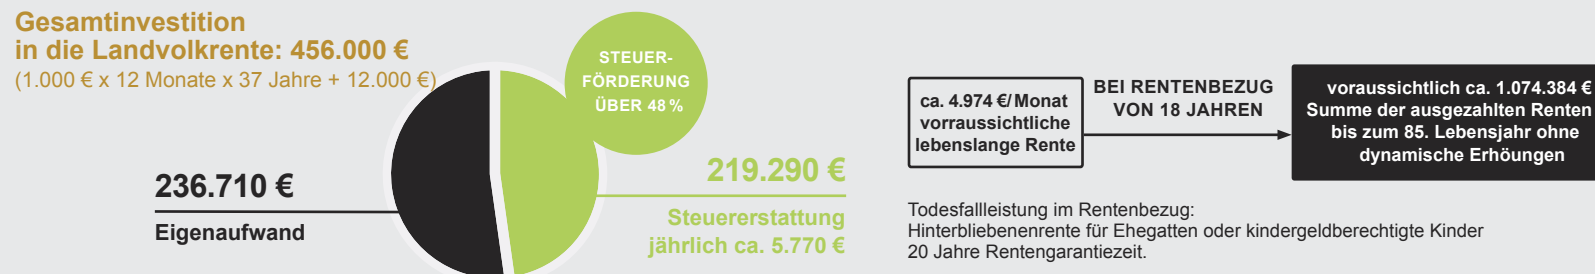 Gesamtinvestition
in die Landvolkrente: 456.000 €
(1.000 € x 12 Monate x 37 Jahre + 12.000 €)
STEUER-
FÖRDERUNG
ÜBER 48 %
236.710 €
Eigenaufwand
219.290 €
Steuererstattung
jährlich ca. 5.770 €
ca. 4.974 €/Monat
vorraussichtliche
lebenslange Rente
BEI RENTENBEZUG
VON 18 JAHREN
voraussichtlich ca. 1.074.384 €
Summe der ausgezahlten Renten
bis zum 85. Lebensjahr ohne
dynamische Erhöungen
Todesfallleistung im Rentenbezug:
Hinterbliebenenrente für Ehegatten oder kindergeldberechtigte Kinder
20 Jahre Rentengarantiezeit.